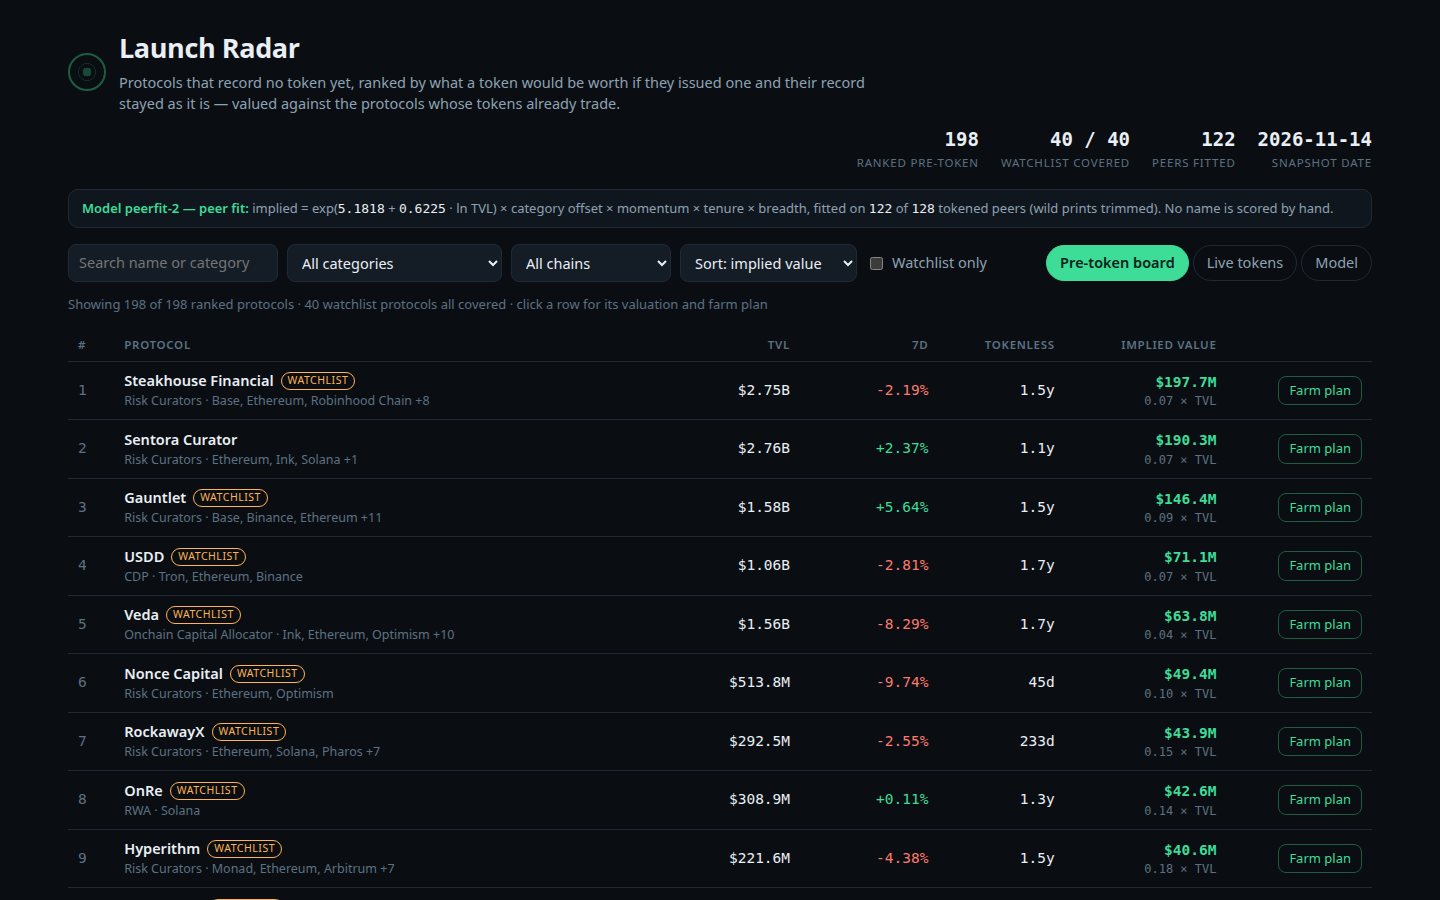 Launch Radar
Protocols that record no token yet, ranked by what a token would be worth if they issued one and their record
stayed as it is — valued against the protocols whose tokens already trade.
198 40 / 40 122 2026-11-14
RANKED PRE-TOKEN WATCHLIST COVERED PEERS FITTED SNAPSHOT DATE
Model peerfit-2 — peer fit: implied = exp(5.1818 + 0.6225 · ln TVL) × category offset × momentum × tenure × breadth, fitted on 122 of 128 tokened peers (wild prints trimmed). No name is scored by hand.
Search name or category All categories All chains Sort: implied value Watchlist only Pre-token board Live tokens Model
Showing 198 of 198 ranked protocols · 40 watchlist protocols all covered · click a row for its valuation and farm plan
# PROTOCOL TVL 7D TOKENLESS IMPLIED VALUE
1 Steakhouse Financial WATCHLIST $2.75B -2.19% 1.5y $197.7M Farm plan
Risk Curators · Base, Ethereum, Robinhood Chain +8 0.07 × TVL
2 Sentora Curator $2.76B +2.37% 1.1y $190.3M Farm plan
Risk Curators · Ethereum, Ink, Solana +1 0.07 × TVL
3 Gauntlet WATCHLIST $1.58B +5.64% 1.5y $146.4M Farm plan
Risk Curators · Base, Binance, Ethereum +11 0.09 × TVL
4 USDD WATCHLIST $1.06B -2.81% 1.7y $71.1M Farm plan
CDP · Tron, Ethereum, Binance 0.07 × TVL
5 Veda WATCHLIST $1.56B -8.29% 1.7y $63.8M Farm plan
Onchain Capital Allocator · Ink, Ethereum, Optimism +10 0.04 × TVL
6 Nonce Capital WATCHLIST $513.8M -9.74% 45d $49.4M Farm plan
Risk Curators · Ethereum, Optimism 0.10 × TVL
7 RockawayX WATCHLIST $292.5M -2.55% 233d $43.9M Farm plan
Risk Curators · Ethereum, Solana, Pharos +7 0.15 × TVL
8 OnRe WATCHLIST $308.9M +0.11% 1.3y $42.6M Farm plan
RWA · Solana 0.14 × TVL
9 Hyperithm WATCHLIST $221.6M -4.38% 1.5y $40.6M Farm plan
Risk Curators · Monad, Ethereum, Arbitrum +7 0.18 × TVL